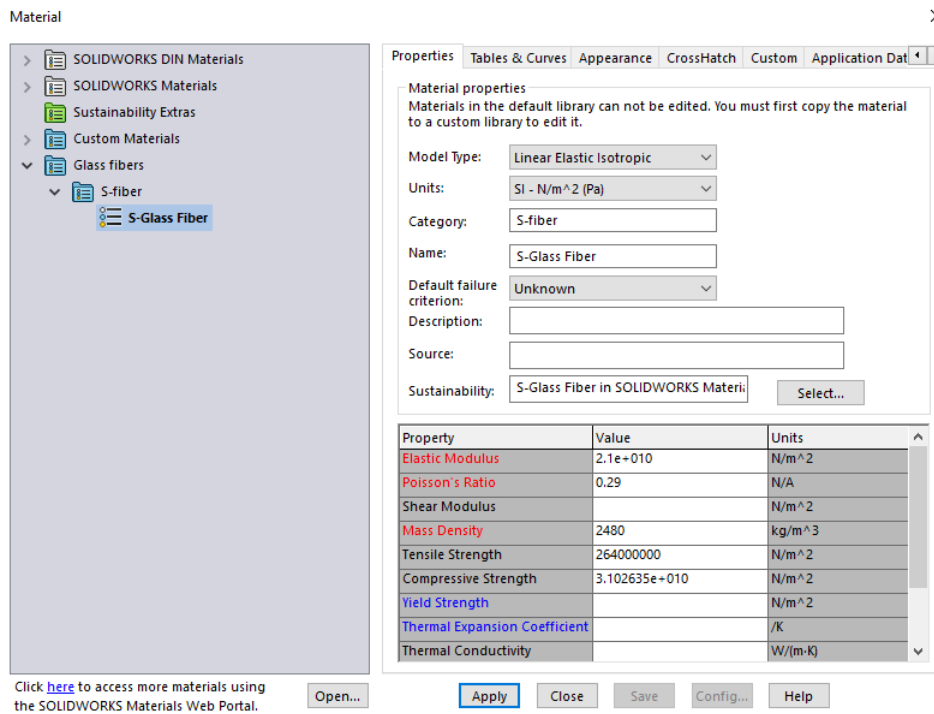 Material
SOLIDWORKS DIN Materials
SOLIDWORKS Materials
Sustainability Extras
Custom Materials
Glass fibers
S-fiber
S-Glass Fiber
Click here to access more materials using
the SOLIDWORKS Materials Web Portal.
Open...
Properties Tables & Curves Appearance CrossHatch Custom Application Dat
Material properties
Materials in the default library can not be edited. You must first copy the material
to a custom library to edit it.
Model Type: Linear Elastic Isotropic
Units: SI - N/m^2 (Pa)
Category: S-fiber
Name: S-Glass Fiber
Default failure
criterion: Unknown
Description:
Source:
Sustainability: S-Glass Fiber in SOLIDWORKS Materi
Select...
Property Value Units
Elastic Modulus 2.1e+010 N/m^2
Poisson's Ratio 0.29 N/A
Shear Modulus N/m^2
Mass Density 2480 kg/m^3
Tensile Strength 264000000 N/m^2
Compressive Strength 3.102635e+010 N/m^2
Yield Strength N/m^2
Thermal Expansion Coefficient /K
Thermal Conductivity W/(m·K)
Apply Close Save Config... Help